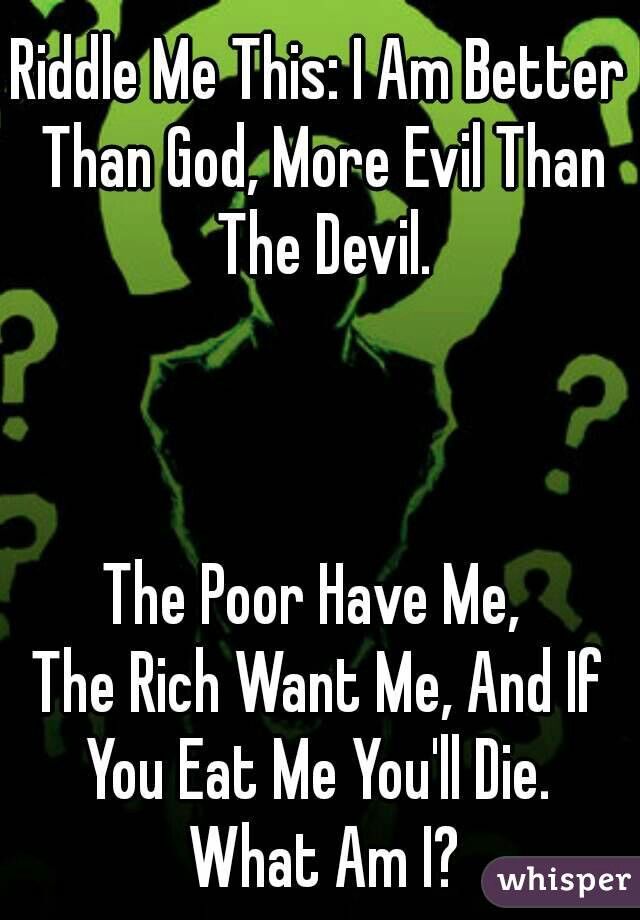 Riddle Me This: I Am Better
Than God, More Evil Than
The Devil.
The Poor Have Me,
The Rich Want Me, And If
You Eat Me You'll Die.
What Am I?
whisper